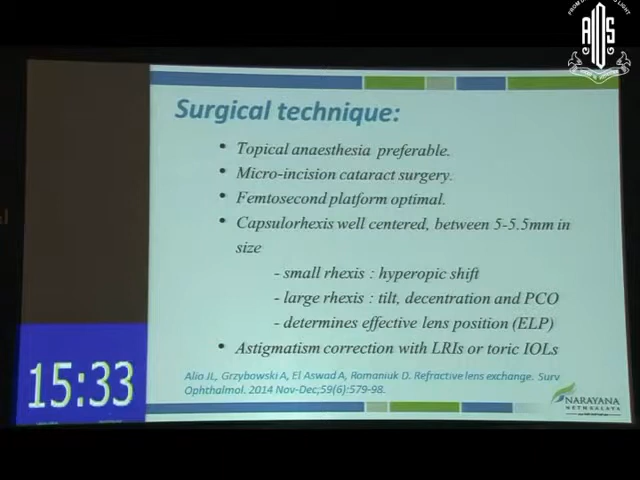 AIOS
Surgical technique:
• Topical anaesthesia preferable.
• Micro-incision cataract surgery.
• Femtosecond platform optimal.
• Capsulorhexis well centered, between 5-5.5mm in
size
- small rhexis : hyperopic shift
- large rhexis : tilt, decentration and PCO
- determines effective lens position (ELP)
• Astigmatism correction with LRIs or toric IOLs
15:33
Alio JL, Grzybowski A, El Aswad A, Romaniuk D. Refractive lens exchange. Surv
Ophthalmol. 2014 Nov-Dec;59(6):579-98.
NARAYANA
NETHRALAYA